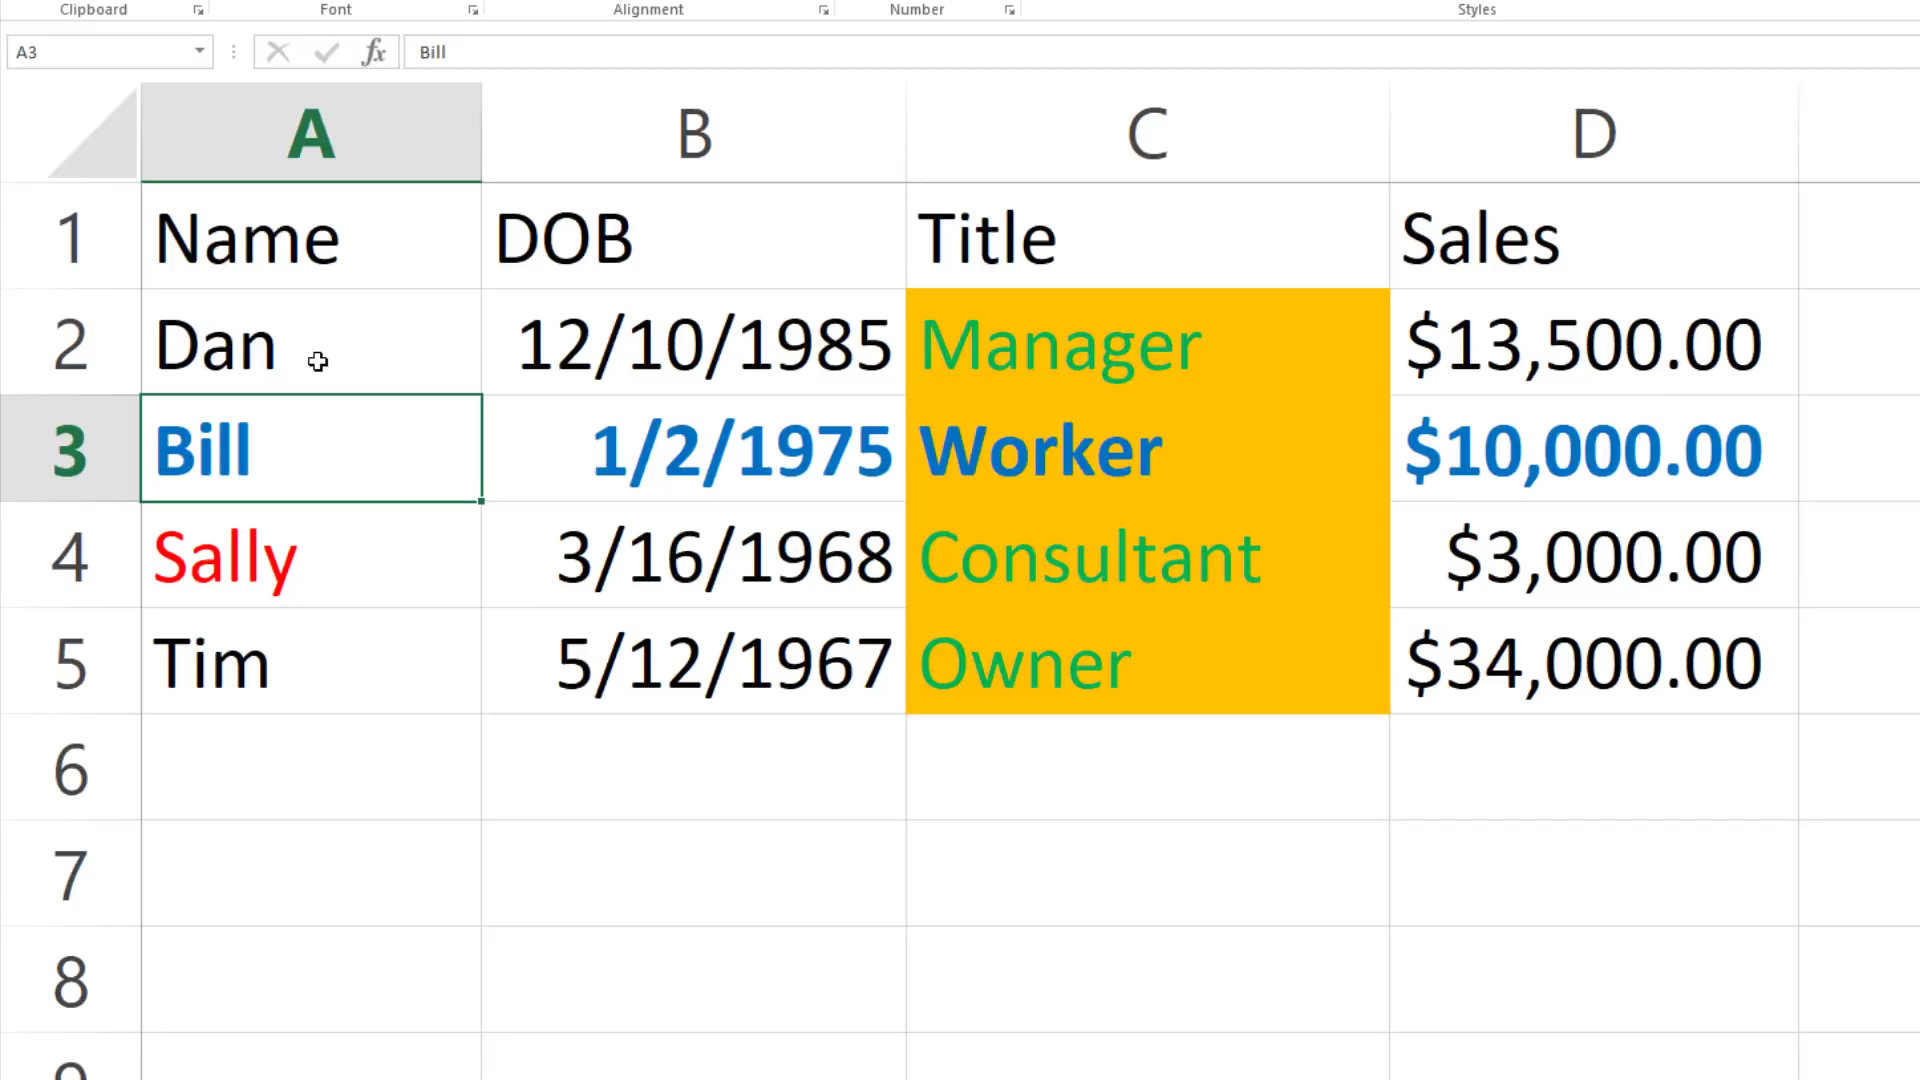 Clipboard Font Alignment Number Styles
A3 fx Bill
A B C D
1 Name DOB Title Sales
2 Dan 12/10/1985 Manager $13,500.00
3 Bill 1/2/1975 Worker $10,000.00
4 Sally 3/16/1968 Consultant $3,000.00
5 Tim 5/12/1967 Owner $34,000.00
6
7
8
9